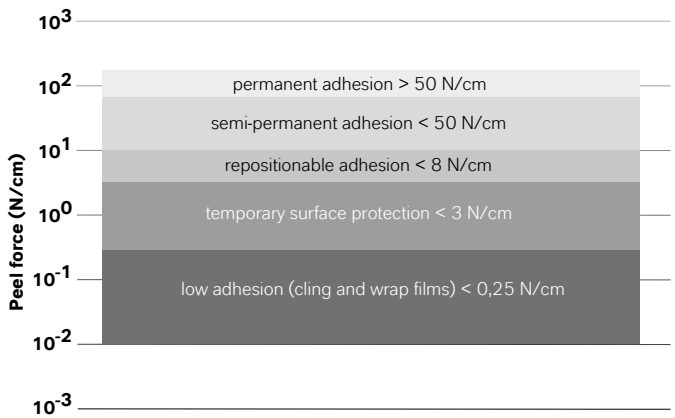 10³
10²
permanent adhesion > 50 N/cm
semi-permanent adhesion < 50 N/cm
10¹
repositionable adhesion < 8 N/cm
10⁰
temporary surface protection < 3 N/cm
10⁻¹
low adhesion (cling and wrap films) < 0,25 N/cm
10⁻²
10⁻³
Peel force (N/cm)